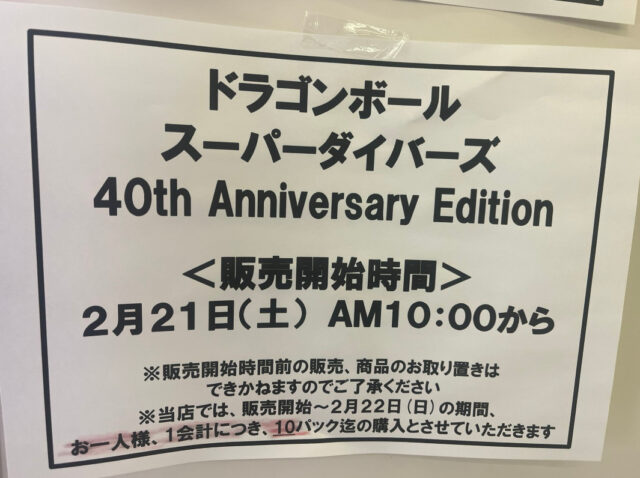 ドラゴンボール
スーパーダイバーズ
40th Anniversary Edition
＜販売開始時間＞
2月21日(土) AM10:00から
※販売開始時間前の販売、商品のお取り置きは
できかねますのでご了承ください
※当店では、販売開始～2月22日(日)の期間、
お一人様、1会計につき、10パック迄の購入とさせていただきます